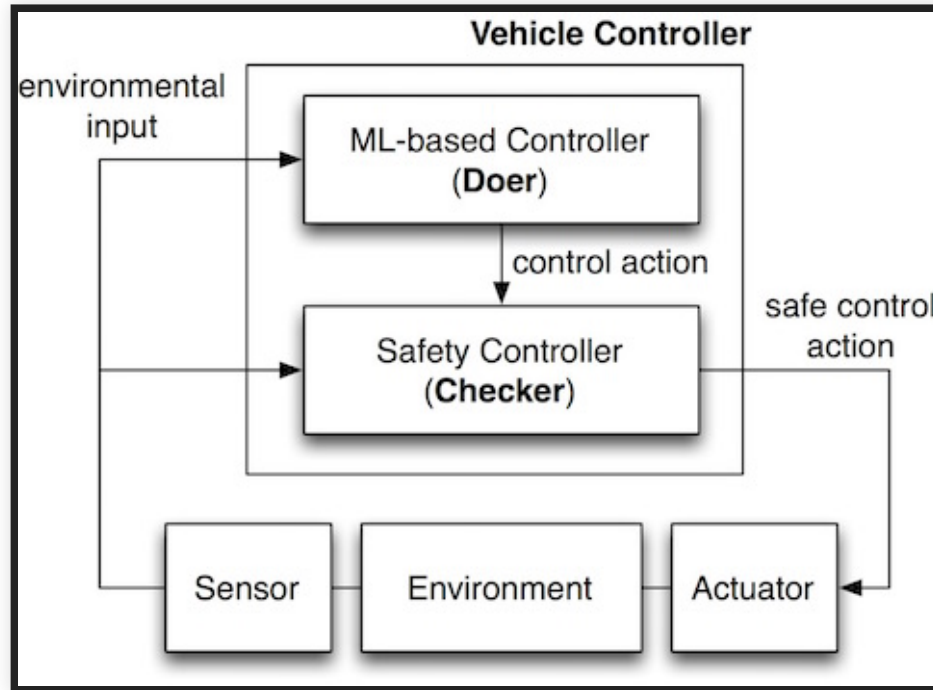 Vehicle Controller
environmental
input
ML-based Controller
(Doer)
control action
safe control
action
Safety Controller
(Checker)
Sensor
Environment
Actuator